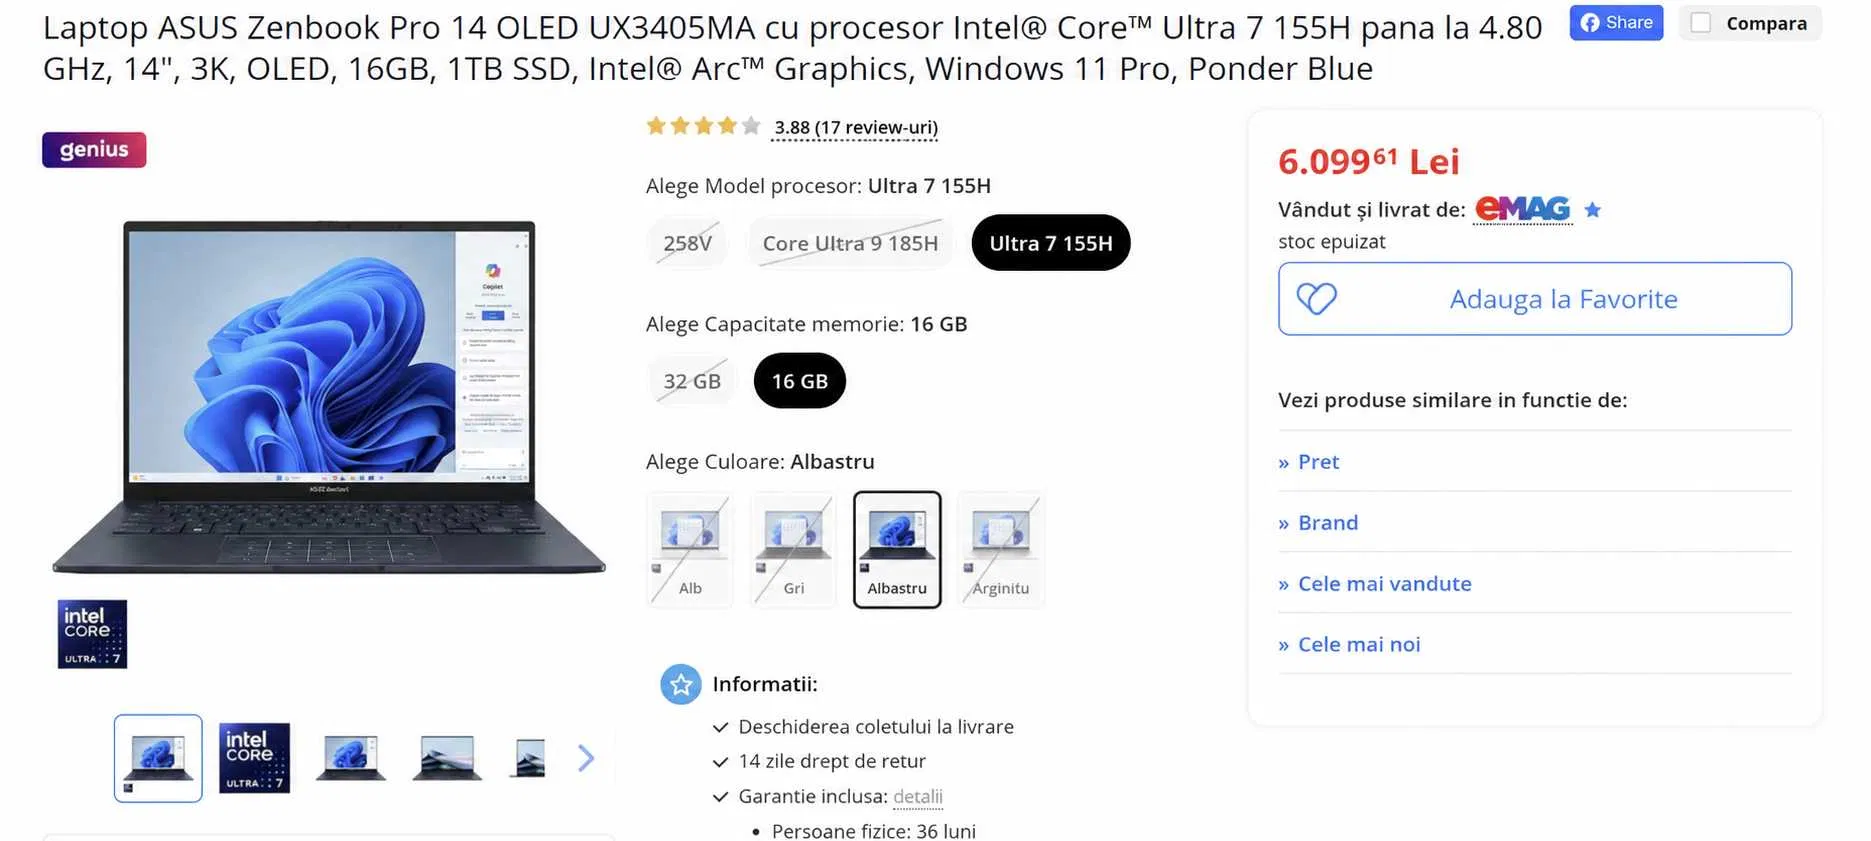 Laptop ASUS Zenbook Pro 14 OLED UX3405MA cu procesor Intel® Core™ Ultra 7 155H pana la 4.80
GHz, 14", 3K, OLED, 16GB, 1TB SSD, Intel® Arc™ Graphics, Windows 11 Pro, Ponder Blue
Share
Compara
genius
3.88 (17 review-uri)
Alege Model procesor: Ultra 7 155H
258V
Core Ultra 9 185H
Ultra 7 155H
Alege Capacitate memorie: 16 GB
32 GB
16 GB
Alege Culoare: Albastru
Alb
Gri
Albastru
Arginitu
Informatii:
Deschiderea coletului la livrare
14 zile drept de retur
Garantie inclusa: detalii
• Persoane fizice: 36 luni
6.099⁶¹ Lei
Vândut și livrat de: eMAG
stoc epuizat
Adauga la Favorite
Vezi produse similare in functie de:
» Pret
» Brand
» Cele mai vandute
» Cele mai noi
Copilot
intel
CORE
ULTRA 7
intel
CORE
ULTRA 7